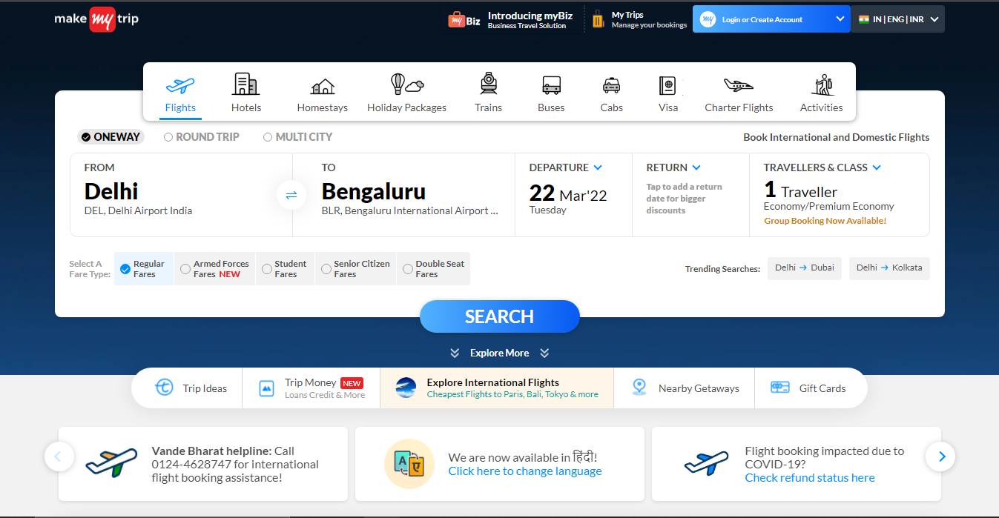 make my trip
my Biz
Introducing myBiz
Business Travel Solution
My Trips
Manage your bookings
my Login or Create Account
IN | ENG | INR
Flights
Hotels
Homestays
Holiday Packages
Trains
Buses
Cabs
Visa
Charter Flights
Activities
ONEWAY
ROUND TRIP
MULTI CITY
Book International and Domestic Flights
FROM
Delhi
DEL, Delhi Airport India
TO
Bengaluru
BLR, Bengaluru International Airport ...
DEPARTURE
22 Mar'22
Tuesday
RETURN
Tap to add a return
date for bigger
discounts
TRAVELLERS & CLASS
1 Traveller
Economy/Premium Economy
Group Booking Now Available!
Select A
Fare Type:
Regular
Fares
Armed Forces
Fares NEW
Student
Fares
Senior Citizen
Fares
Double Seat
Fares
Trending Searches:
Delhi → Dubai
Delhi → Kolkata
SEARCH
Explore More
Trip Ideas
Trip Money NEW
Loans Credit & More
Explore International Flights
Cheapest Flights to Paris, Bali, Tokyo & more
Nearby Getaways
Gift Cards
Vande Bharat helpline: Call
0124-4628747 for international
flight booking assistance!
A
ए
We are now available in हिंदी!
Click here to change language
Flight booking impacted due to
COVID-19?
Check refund status here